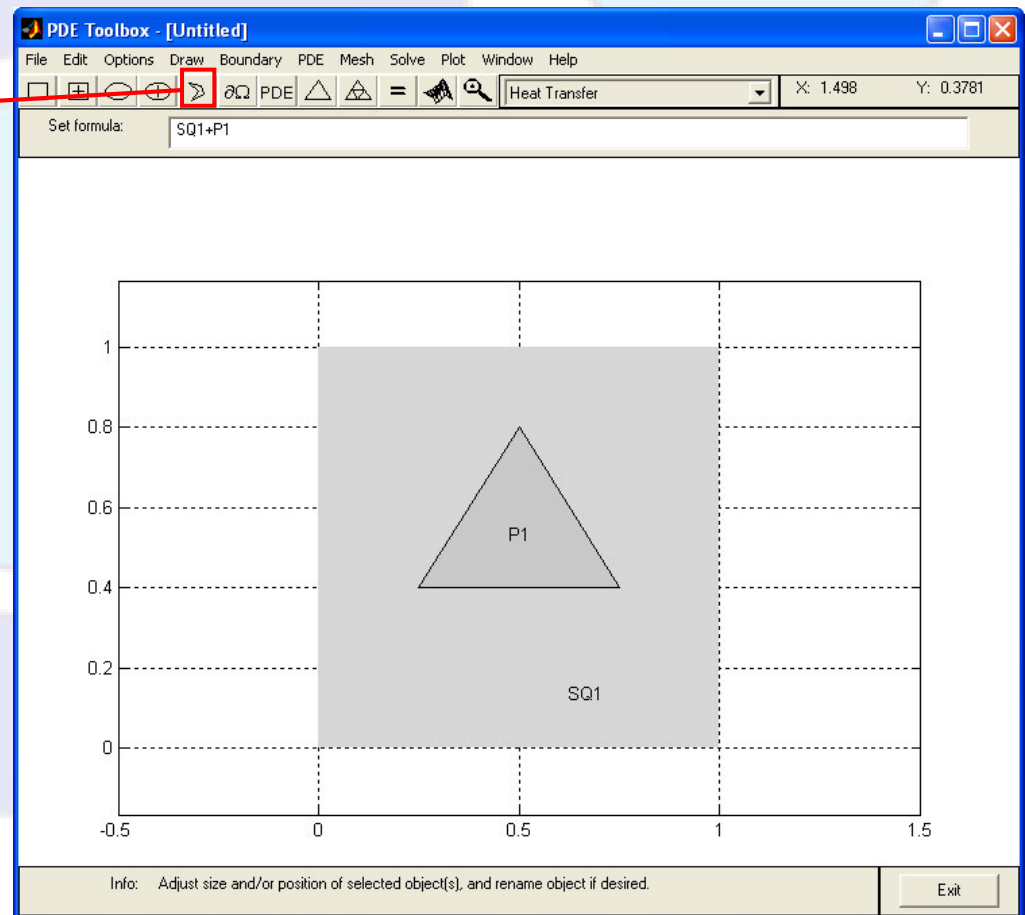 PDE Toolbox - [Untitled]
File Edit Options Draw Boundary PDE Mesh Solve Plot Window Help
∂Ω PDE = Heat Transfer X: 1.498 Y: 0.3781
Set formula: SQ1+P1
1
0.8
0.6
P1
0.4
0.2
SQ1
0
-0.5 0 0.5 1 1.5
Info: Adjust size and/or position of selected object(s), and rename object if desired. Exit